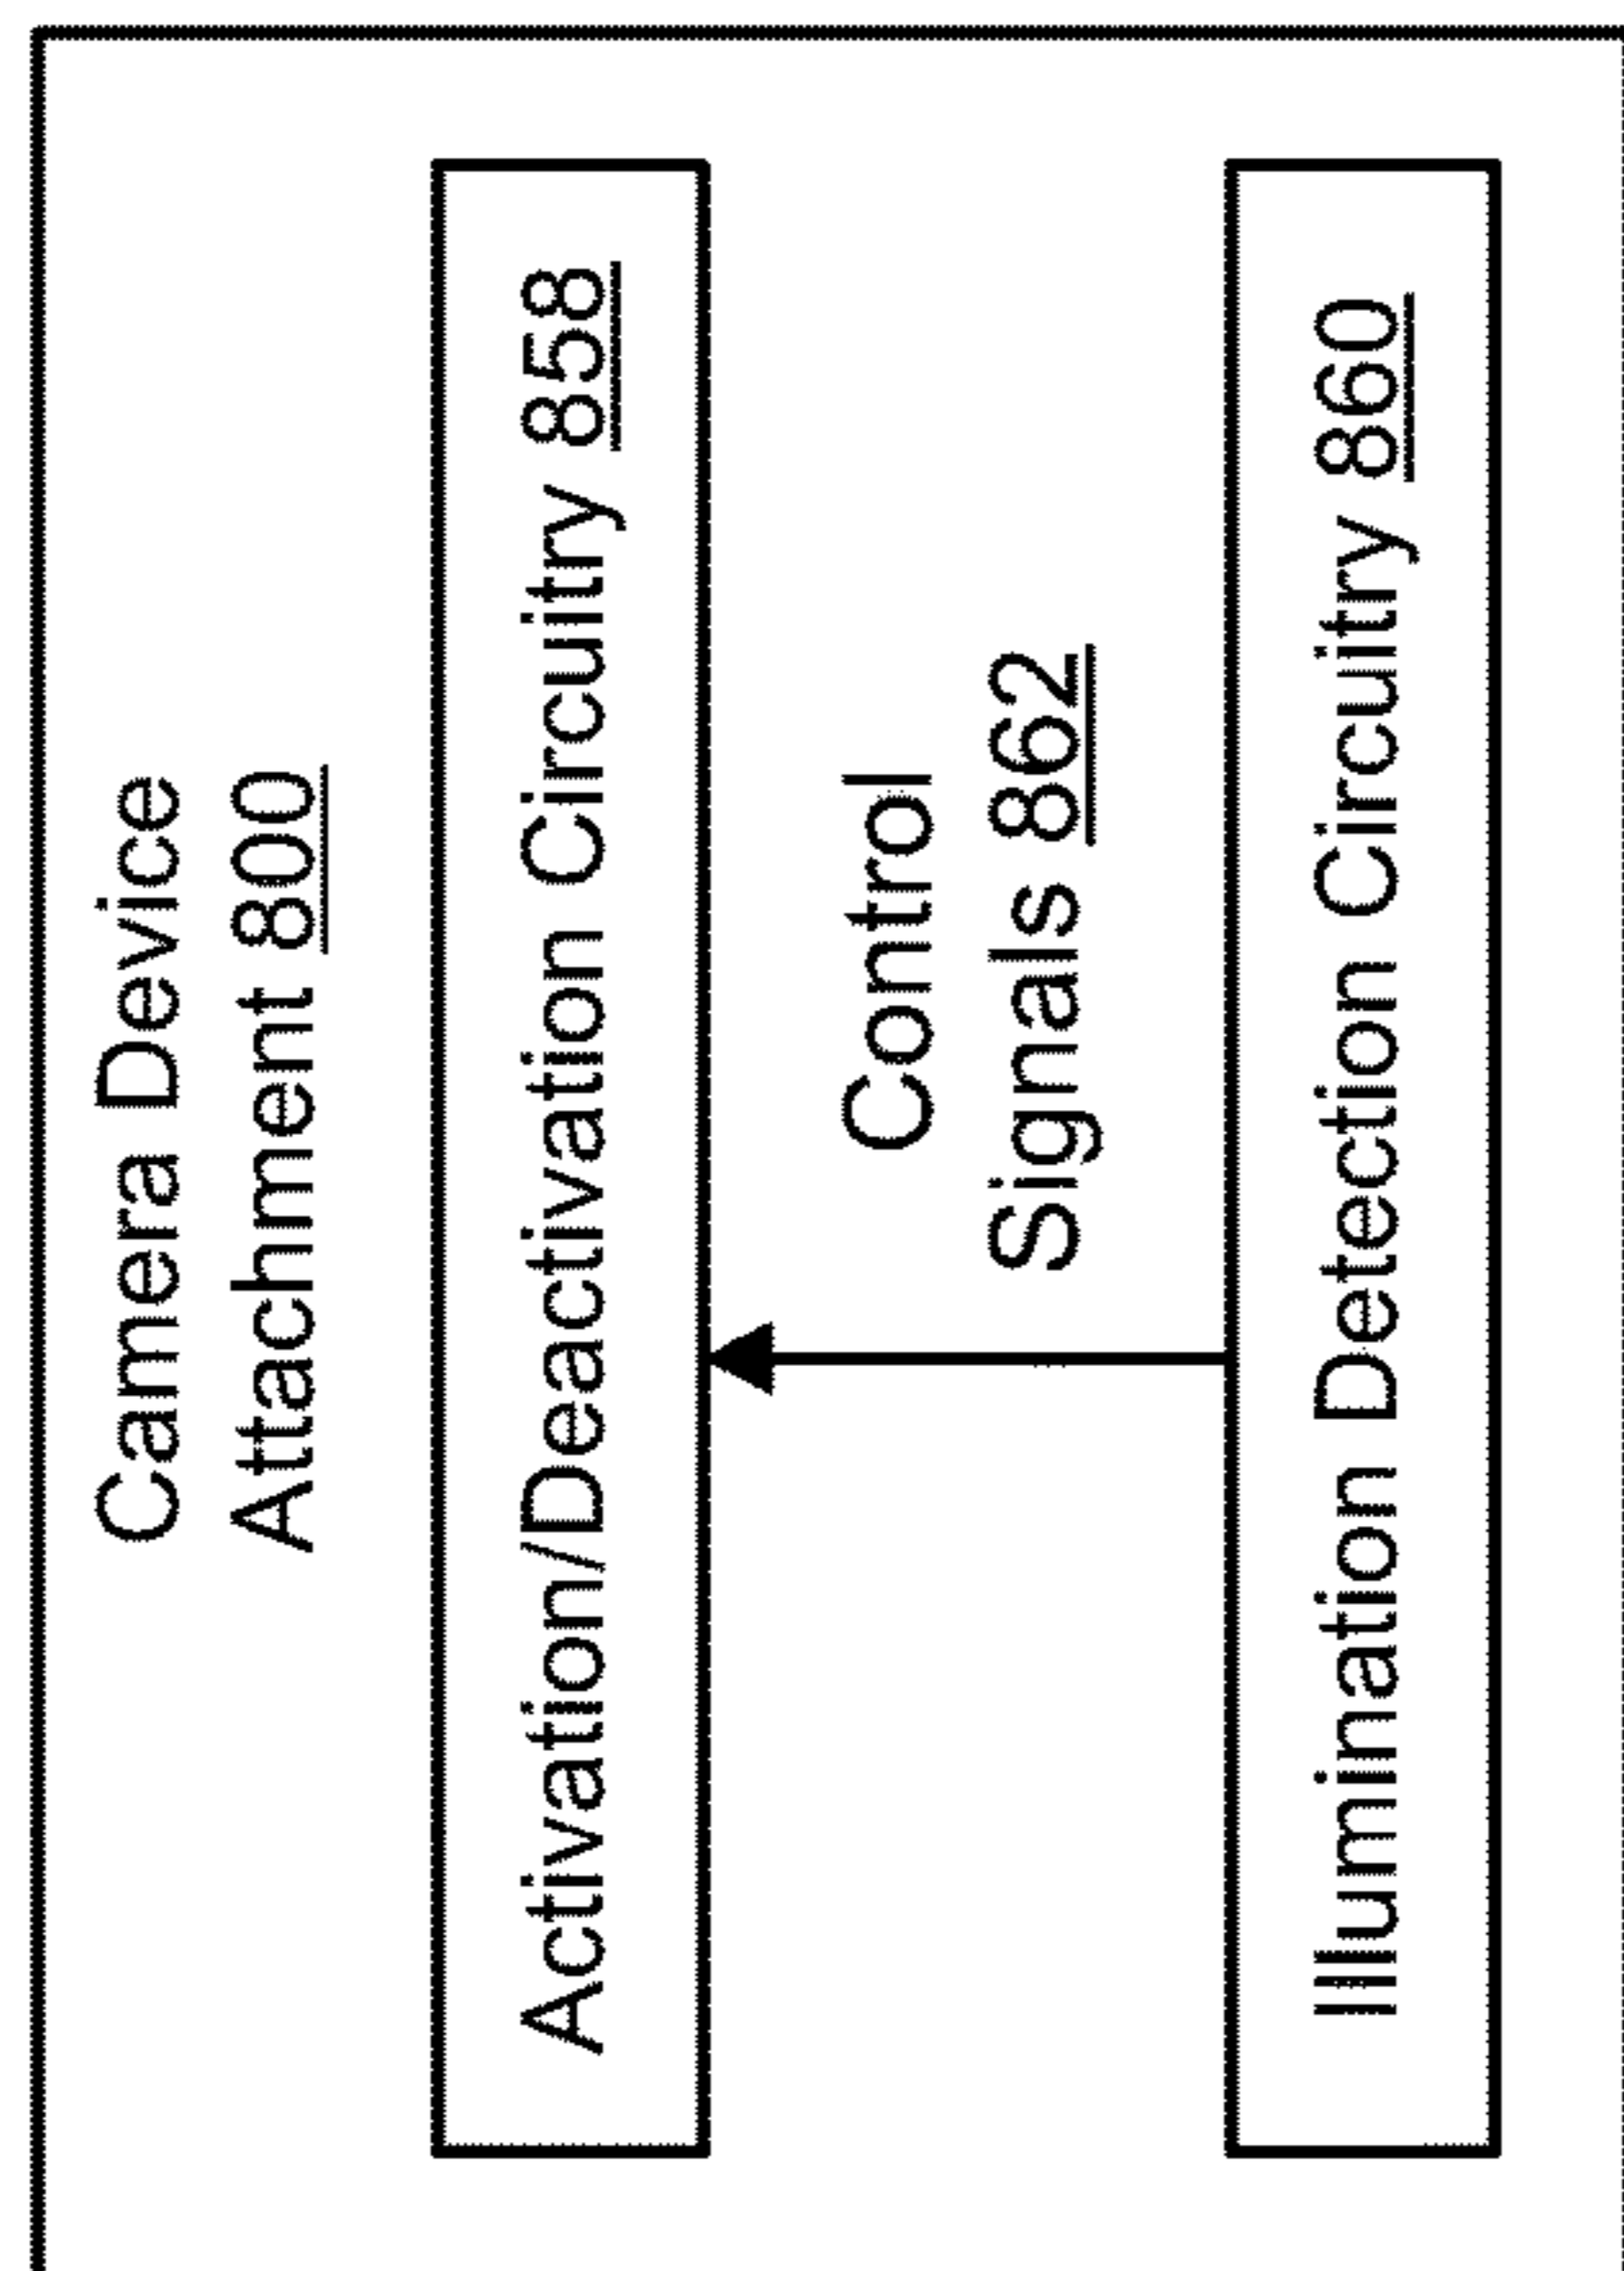 Camera Device
Attachment 800
Activation/Deactivation Circuitry 858
Control
Signals 862
Illumination Detection Circuitry 860